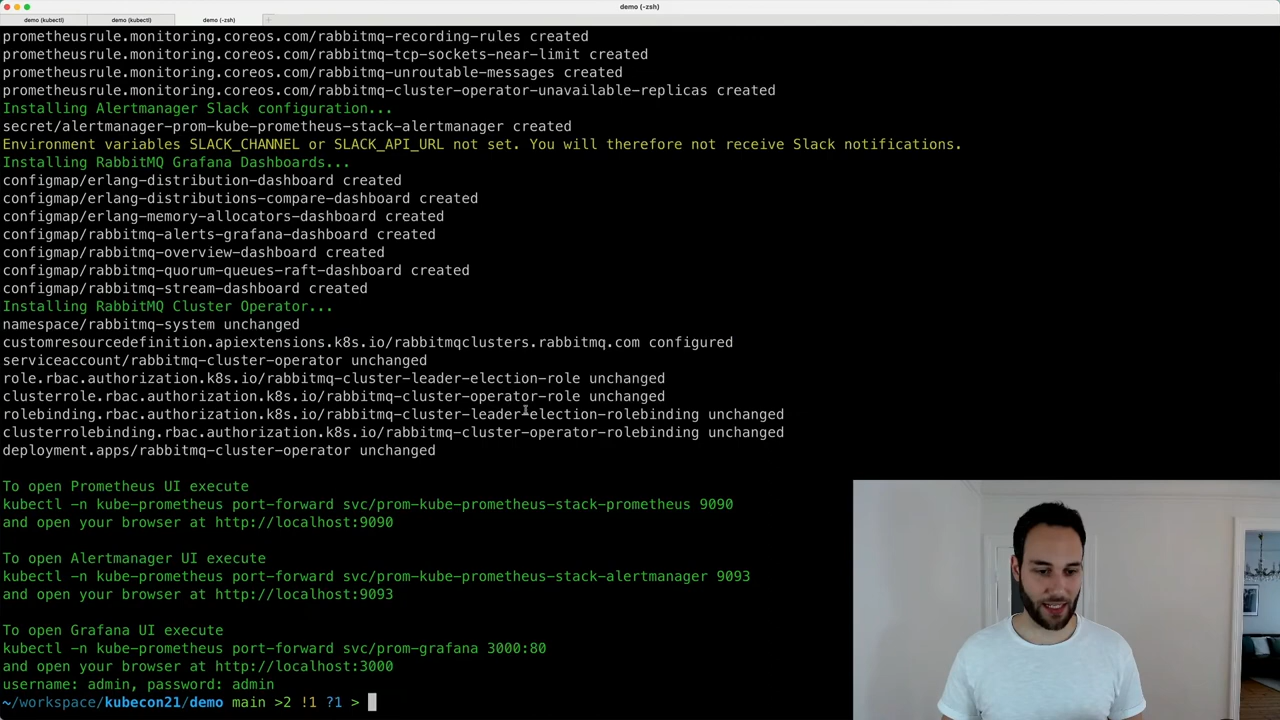 demo (-zsh)
demo (kubectl)
demo (kubectl)
demo (-zsh)
prometheusrule.monitoring.coreos.com/rabbitmq-recording-rules created
prometheusrule.monitoring.coreos.com/rabbitmq-tcp-sockets-near-limit created
prometheusrule.monitoring.coreos.com/rabbitmq-unroutable-messages created
prometheusrule.monitoring.coreos.com/rabbitmq-cluster-operator-unavailable-replicas created
Installing Alertmanager Slack configuration...
secret/alertmanager-prom-kube-prometheus-stack-alertmanager created
Environment variables SLACK_CHANNEL or SLACK_API_URL not set. You will therefore not receive Slack notifications.
Installing RabbitMQ Grafana Dashboards...
configmap/erlang-distribution-dashboard created
configmap/erlang-distributions-compare-dashboard created
configmap/erlang-memory-allocators-dashboard created
configmap/rabbitmq-alerts-grafana-dashboard created
configmap/rabbitmq-overview-dashboard created
configmap/rabbitmq-quorum-queues-raft-dashboard created
configmap/rabbitmq-stream-dashboard created
Installing RabbitMQ Cluster Operator...
namespace/rabbitmq-system unchanged
customresourcedefinition.apiextensions.k8s.io/rabbitmqclusters.rabbitmq.com configured
serviceaccount/rabbitmq-cluster-operator unchanged
role.rbac.authorization.k8s.io/rabbitmq-cluster-leader-election-role unchanged
clusterrole.rbac.authorization.k8s.io/rabbitmq-cluster-operator-role unchanged
rolebinding.rbac.authorization.k8s.io/rabbitmq-cluster-leader-election-rolebinding unchanged
clusterrolebinding.rbac.authorization.k8s.io/rabbitmq-cluster-operator-rolebinding unchanged
deployment.apps/rabbitmq-cluster-operator unchanged
To open Prometheus UI execute
kubectl -n kube-prometheus port-forward svc/prom-kube-prometheus-stack-prometheus 9090
and open your browser at http://localhost:9090
To open Alertmanager UI execute
kubectl -n kube-prometheus port-forward svc/prom-kube-prometheus-stack-alertmanager 9093
and open your browser at http://localhost:9093
To open Grafana UI execute
kubectl -n kube-prometheus port-forward svc/prom-grafana 3000:80
and open your browser at http://localhost:3000
username: admin, password: admin
~/workspace/kubecon21/demo main >2 !1 ?1 >